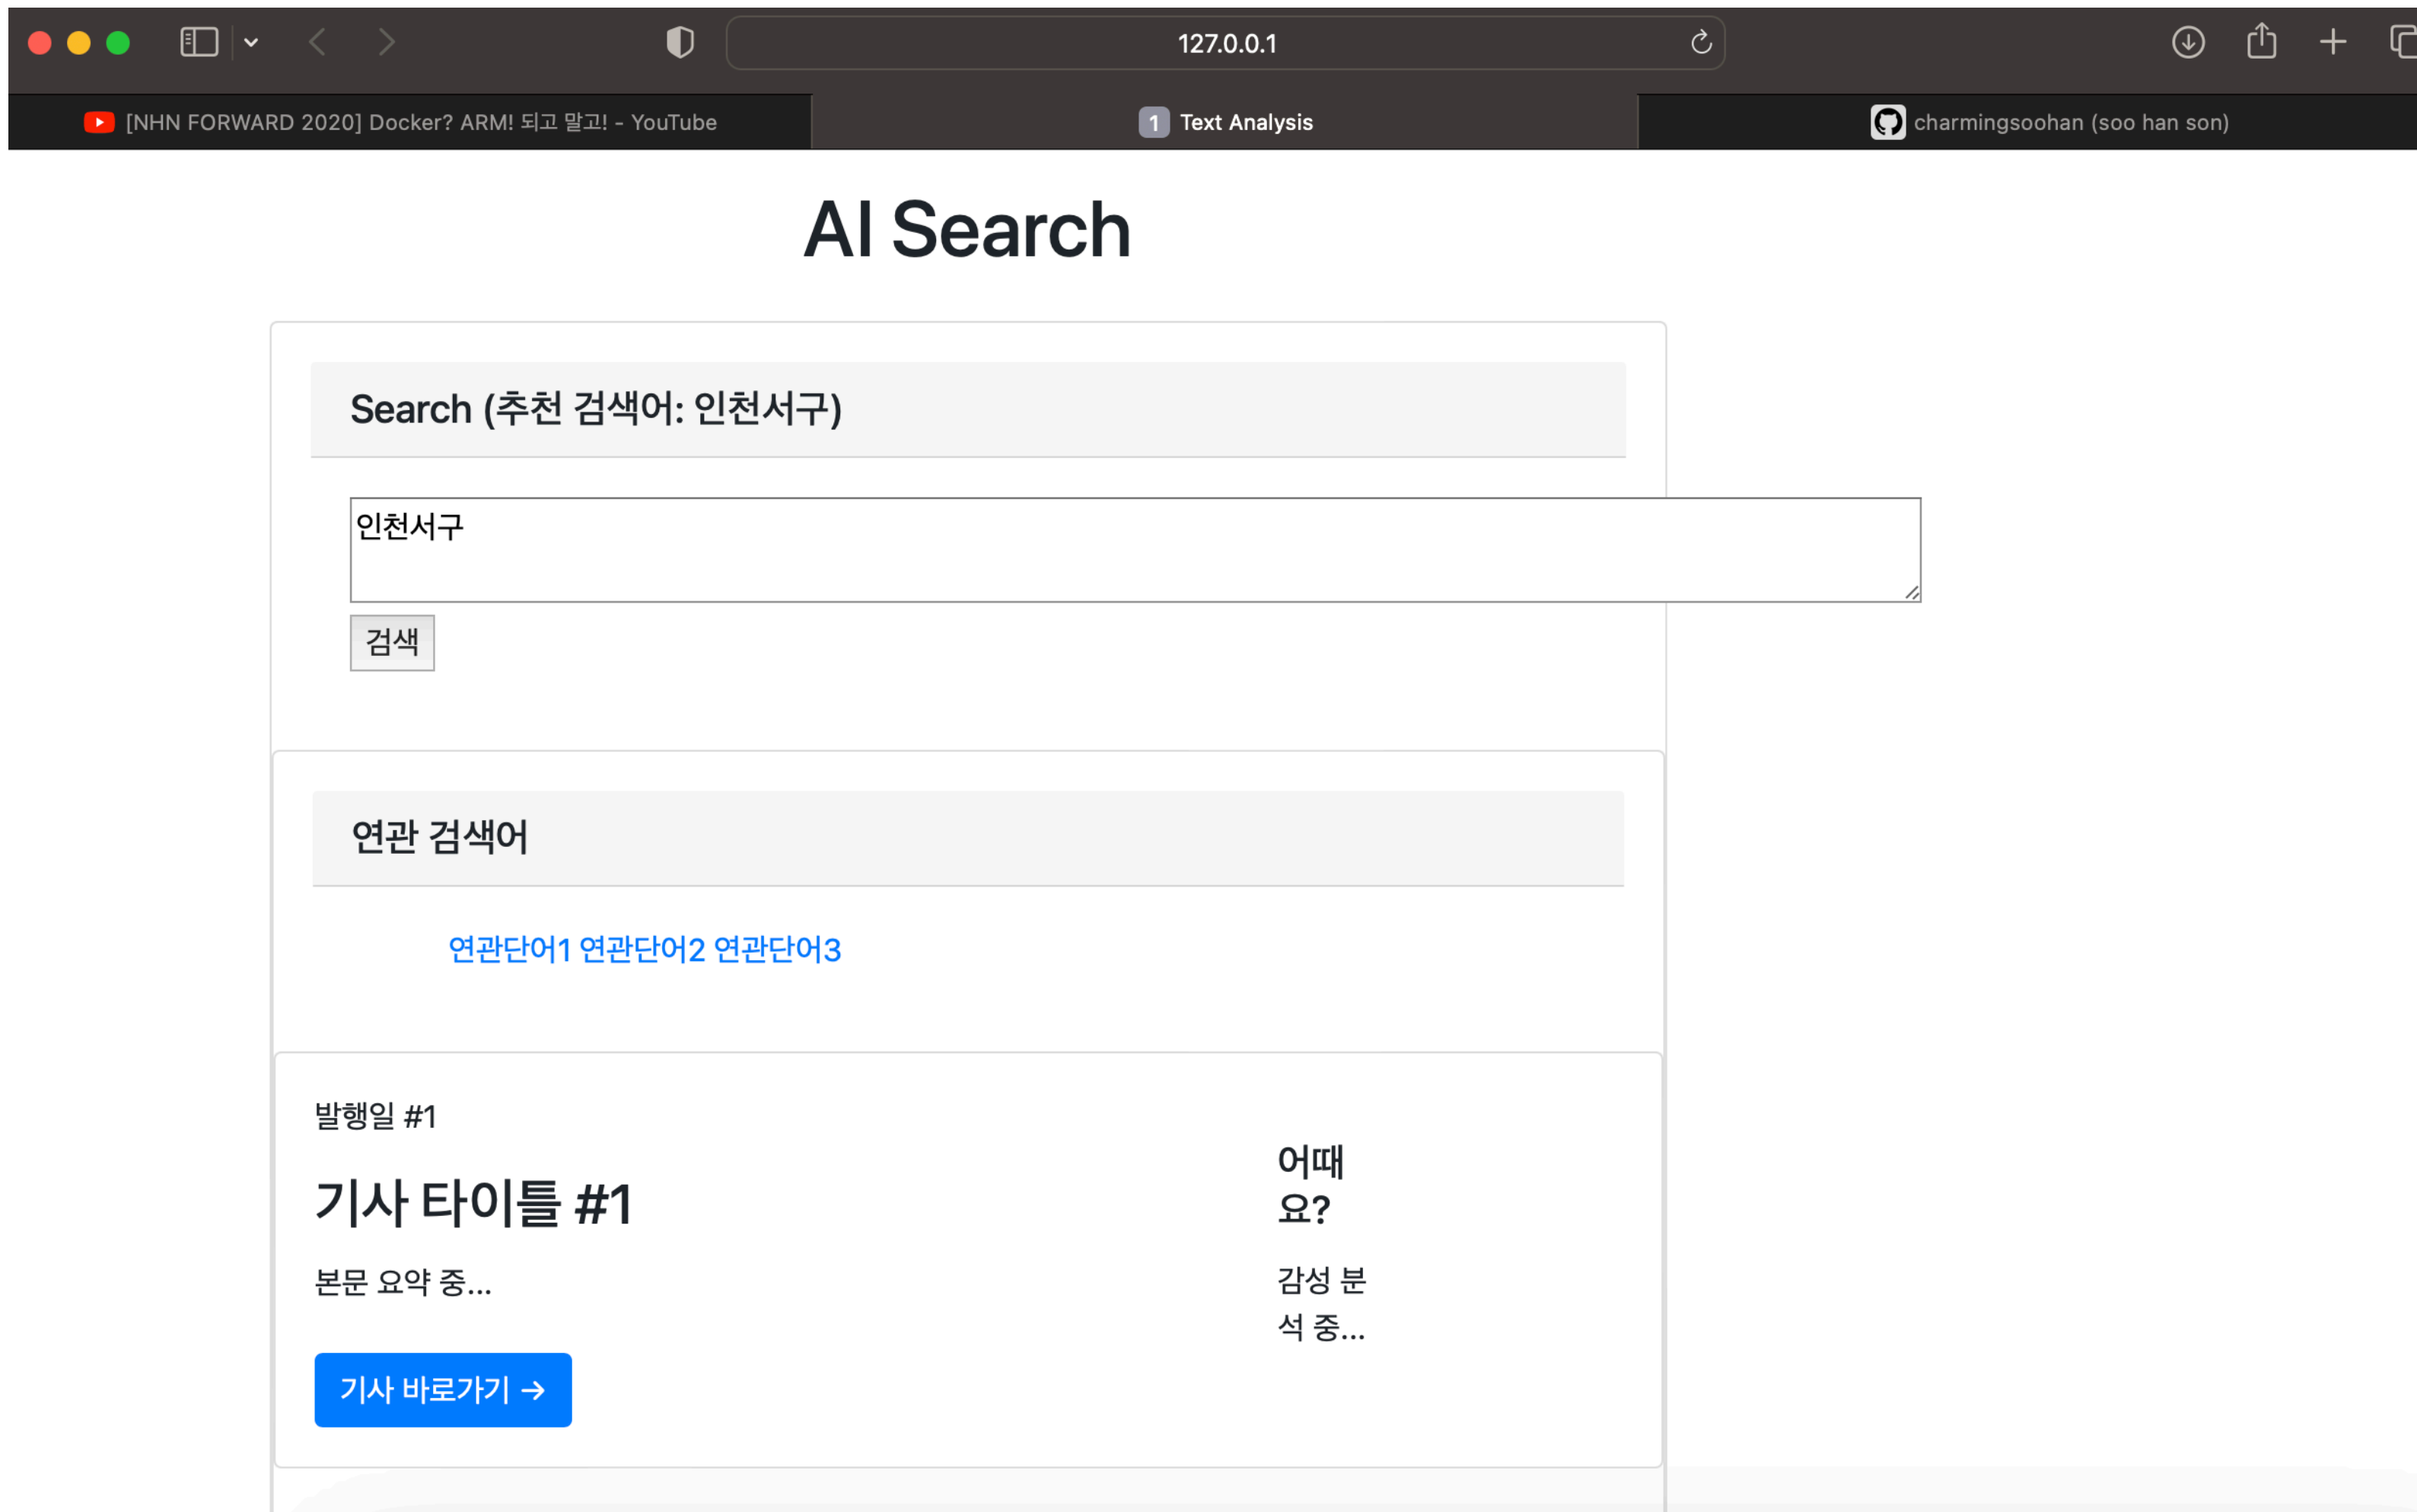 127.0.0.1
[NHN FORWARD 2020] Docker? ARM! 되고 말고! - YouTube
1 Text Analysis
charmingsoohan (soo han son)
AI Search
Search (추천 검색어: 인천서구)
인천서구
검색
연관 검색어
연관단어1 연관단어2 연관단어3
발행일 #1
기사 타이틀 #1
본문 요약 중...
기사 바로가기 →
어때
요?
감성 분
석 중...